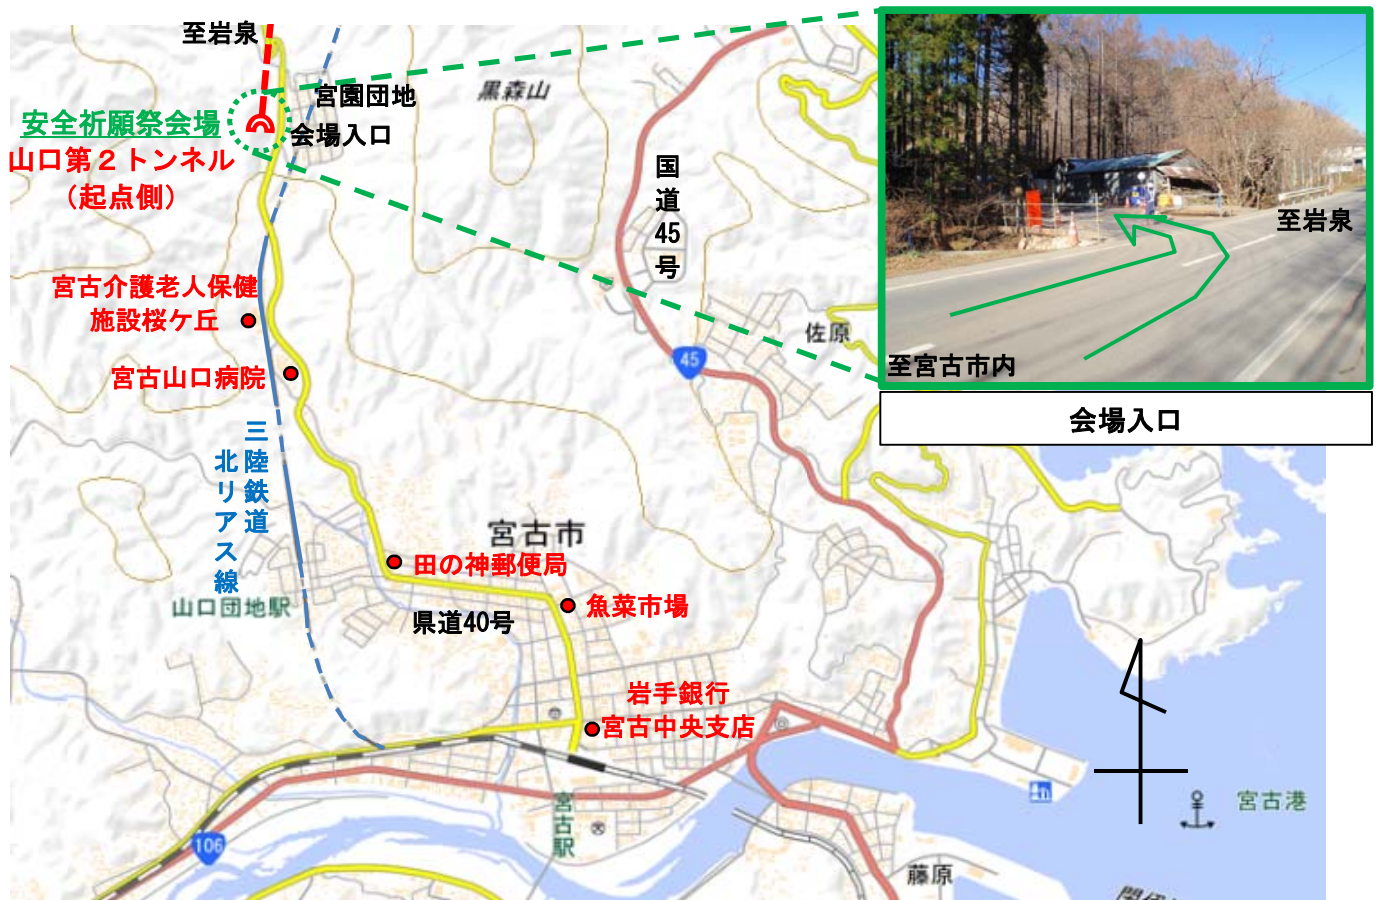 至岩泉
宮園団地
黒森山
安全祈願祭会場
会場入口
山口第２トンネル
（起点側）
国道45号
至岩泉
至宮古市内
会場入口
宮古介護老人保健
施設桜ケ丘
佐原
45
宮古山口病院
三陸鉄道
北リアス線
宮古市
田の神郵便局
山口団地駅
県道40号
魚菜市場
岩手銀行
宮古中央支店
宮古駅
宮古港
106
藤原